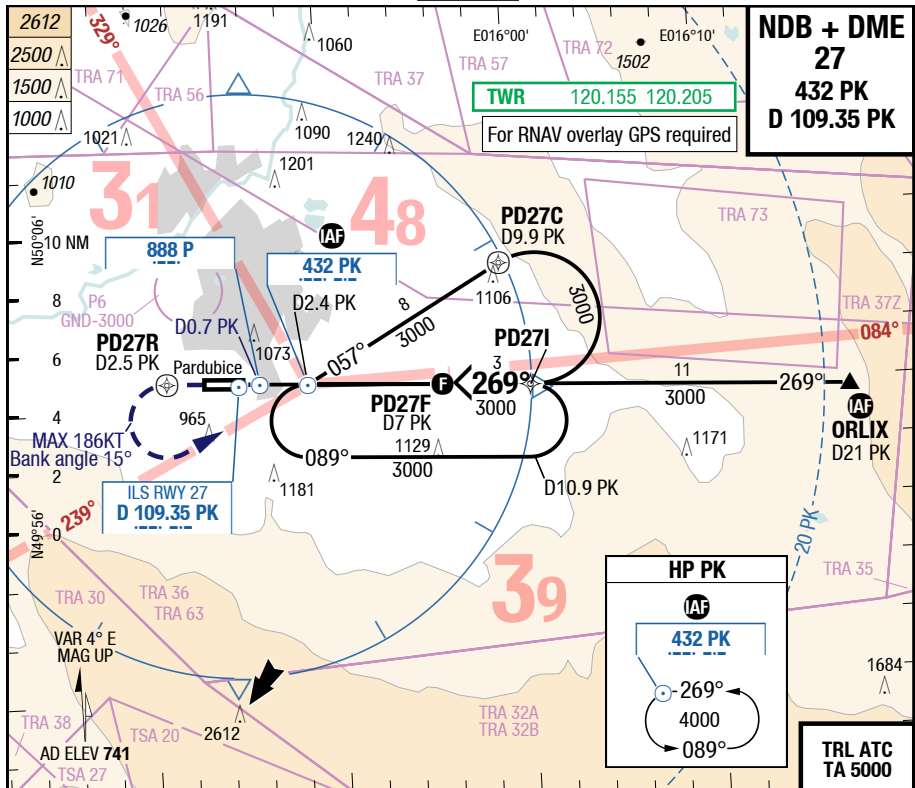 2612
2500
1500
1000
1026
1191
1060
329°
TRA 71
TRA 56
TRA 37
TRA 57
E016°00'
TRA 72
1502
E016°10'
NDB + DME
27
432 PK
D 109.35 PK
TWR 120.155 120.205
For RNAV overlay GPS required
1021
1090
1240
1201
1010
31
48
TRA 73
N50°06'
10 NM
888 P
IAF
432 PK
D2.4 PK
PD27C
D9.9 PK
1106
3000
8
P6
GND-3000
D0.7 PK
8
3000
TRA 37Z
084°
PD27R
D2.5 PK
1073
057°
PD27I
6
Pardubice
3
269°
3000
11
3000
269°
F
PD27F
D7 PK
IAF
ORLIX
D21 PK
4
965
MAX 186KT
Bank angle 15°
089°
1129
3000
1171
2
1181
D10.9 PK
ILS RWY 27
D 109.35 PK
239°
N49°56'
0
20 PK
39
HP PK
IAF
432 PK
269°
4000
089°
TRA 35
TRA 30
TRA 36
TRA 63
VAR 4° E
MAG UP
1684
TRA 38
TSA 20
2612
TRA 32A
TRA 32B
AD ELEV 741
TSA 27
TRL ATC
TA 5000